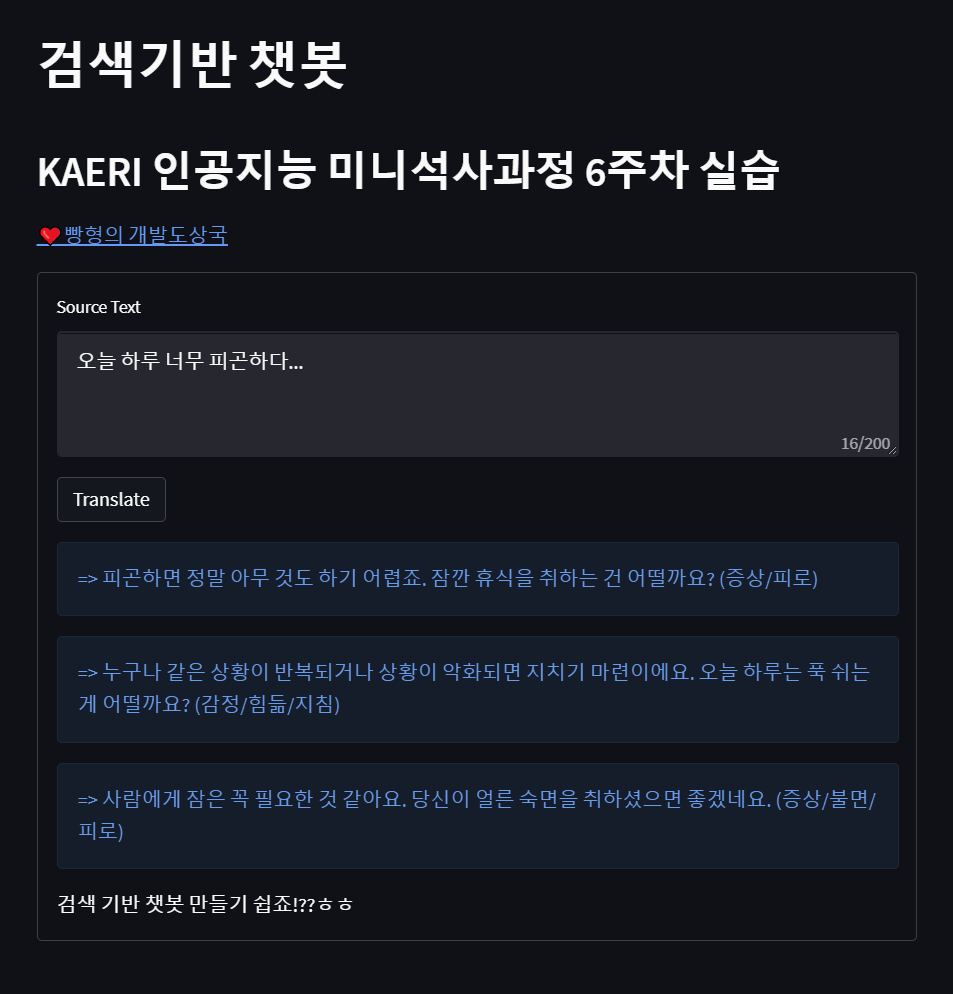 검색기반 챗봇
KAERI 인공지능 미니석사과정 6주차 실습
❤️ 빵형의 개발도상국
Source Text
오늘 하루 너무 피곤하다...
16/200
Translate
=> 피곤하면 정말 아무 것도 하기 어렵죠. 잠깐 휴식을 취하는 건 어떨까요? (증상/피로)
=> 누구나 같은 상황이 반복되거나 상황이 악화되면 지치기 마련이에요. 오늘 하루는 푹 쉬는
게 어떨까요? (감정/힘듦/지침)
=> 사람에게 잠은 꼭 필요한 것 같아요. 당신이 얼른 숙면을 취하셨으면 좋겠네요. (증상/불면/
피로)
검색 기반 챗봇 만들기 쉽죠!??ㅎㅎ